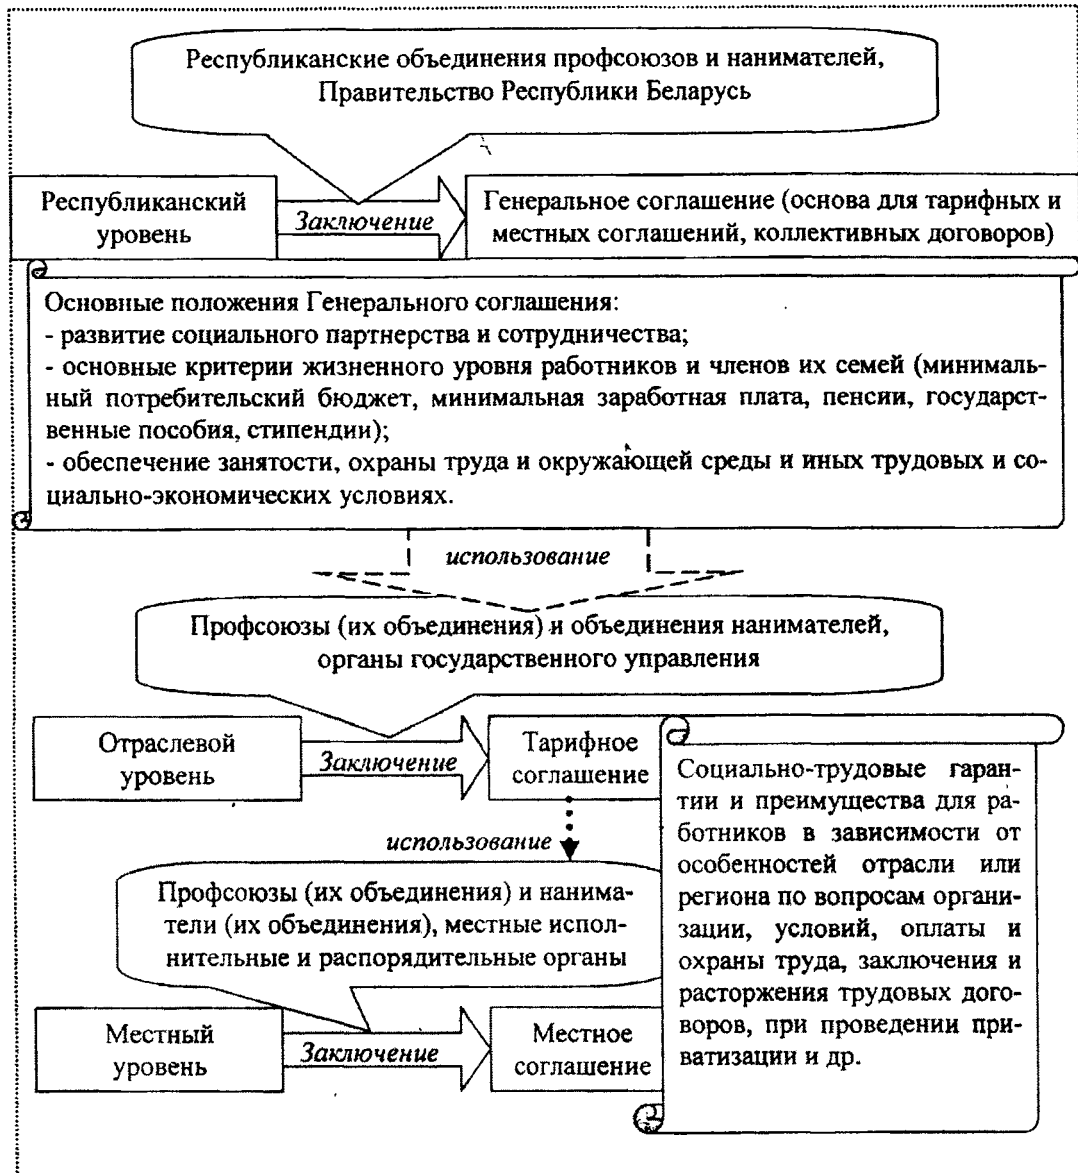 Республиканские объединения профсоюзов и нанимателей,
Правительство Республики Беларусь
Республиканский
уровень
Заключение
Генеральное соглашение (основа для тарифных и
местных соглашений, коллективных договоров)
Основные положения Генерального соглашения:
- развитие социального партнерства и сотрудничества;
- основные критерии жизненного уровня работников и членов их семей (минималь-
ный потребительский бюджет, минимальная заработная плата, пенсии, государст-
венные пособия, стипендии);
- обеспечение занятости, охраны труда и окружающей среды и иных трудовых и со-
циально-экономических условиях.
использование
Профсоюзы (их объединения) и объединения нанимателей,
органы государственного управления
Отраслевой
уровень
Заключение
Тарифное
соглашение
использование
Профсоюзы (их объединения) и нанима-
тели (их объединения), местные испол-
нительные и распорядительные органы
Местный
уровень
Заключение
Местное
соглашение
Социально-трудовые гаран-
тии и преимущества для ра-
ботников в зависимости от
особенностей отрасли или
региона по вопросам органи-
зации, условий, оплаты и
охраны труда, заключения и
расторжения трудовых дого-
воров, при проведении при-
ватизации и др.